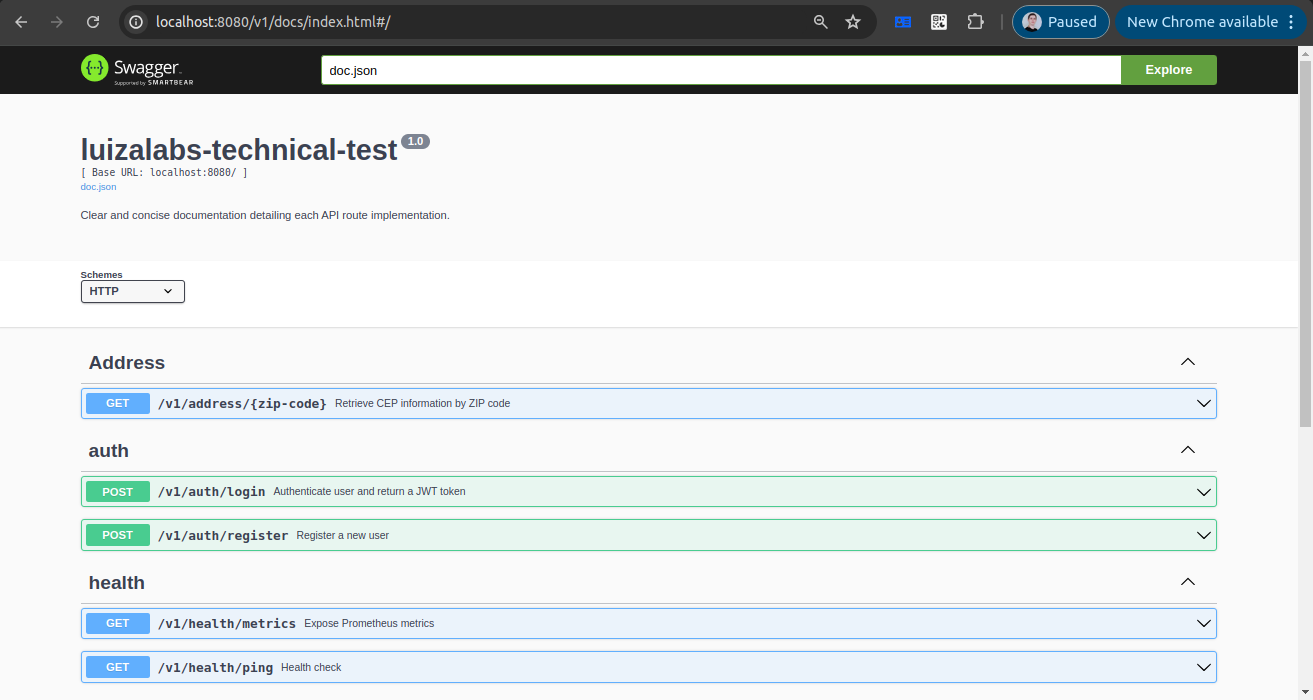 localhost:8080/v1/docs/index.html#/
Paused
New Chrome available
Swagger
Supported by SMARTBEAR
doc.json
Explore
luizalabs-technical-test 1.0
[ Base URL: localhost:8080/ ]
doc.json
Clear and concise documentation detailing each API route implementation.
Schemes
HTTP
Address
GET /v1/address/{zip-code} Retrieve CEP information by ZIP code
auth
POST /v1/auth/login Authenticate user and return a JWT token
POST /v1/auth/register Register a new user
health
GET /v1/health/metrics Expose Prometheus metrics
GET /v1/health/ping Health check